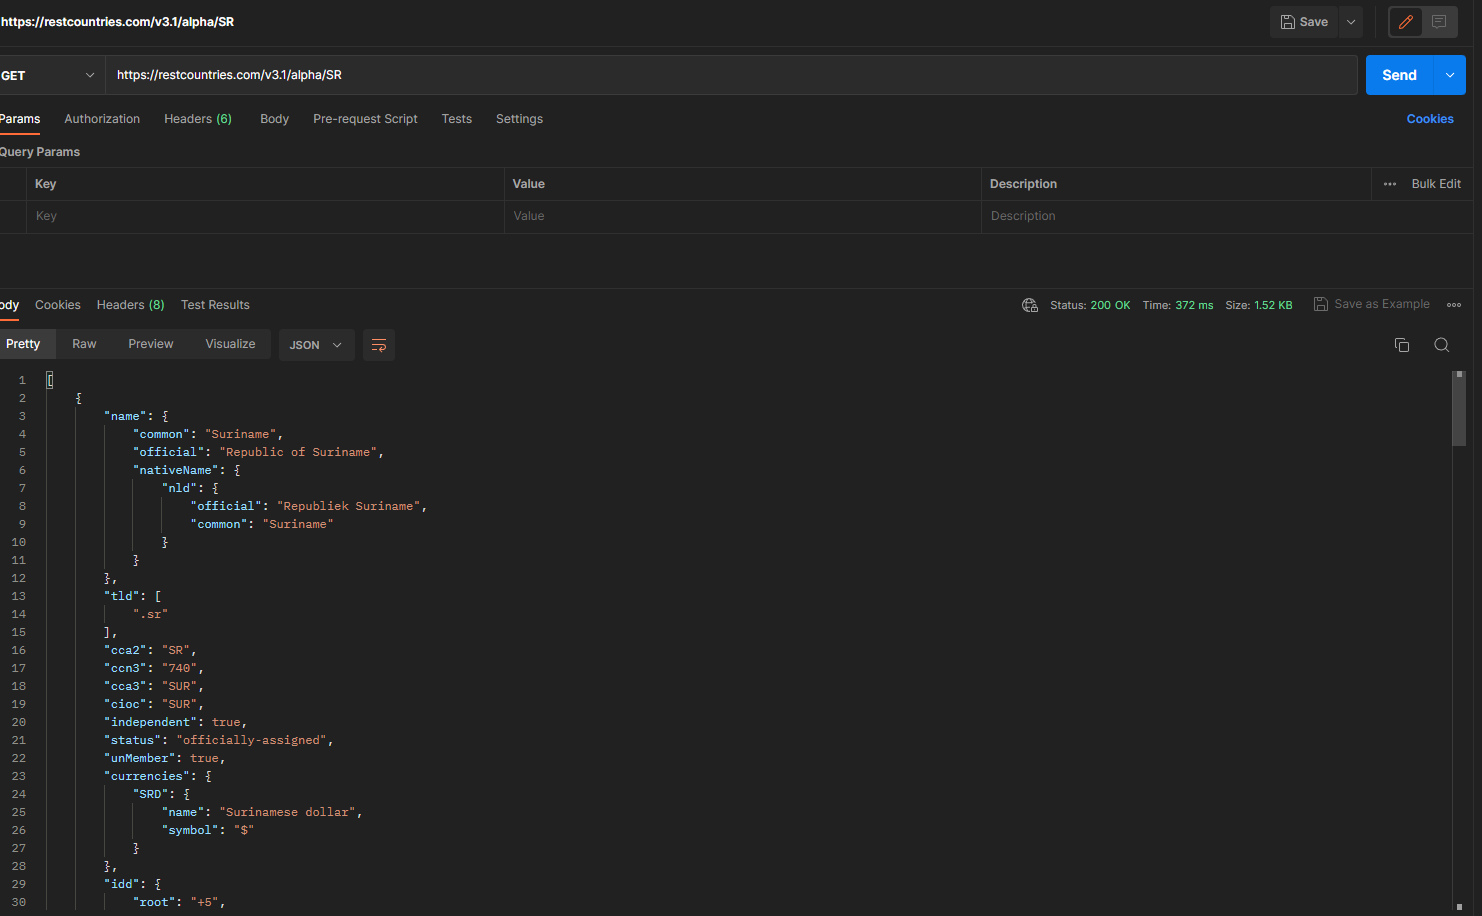 https://restcountries.com/v3.1/alpha/SR
Save
GET https://restcountries.com/v3.1/alpha/SR Send
Params Authorization Headers (6) Body Pre-request Script Tests Settings Cookies
Query Params
Key Value Description ••• Bulk Edit
Key Value Description
ody Cookies Headers (8) Test Results Status: 200 OK Time: 372 ms Size: 1.52 KB Save as Example
Pretty Raw Preview Visualize JSON
1 [
2 {
3 "name": {
4 "common": "Suriname",
5 "official": "Republic of Suriname",
6 "nativeName": {
7 "nld": {
8 "official": "Republiek Suriname",
9 "common": "Suriname"
10 }
11 }
12 },
13 "tld": [
14 ".sr"
15 ],
16 "cca2": "SR",
17 "ccn3": "740",
18 "cca3": "SUR",
19 "cioc": "SUR",
20 "independent": true,
21 "status": "officially-assigned",
22 "unMember": true,
23 "currencies": {
24 "SRD": {
25 "name": "Surinamese dollar",
26 "symbol": "$"
27 }
28 },
29 "idd": {
30 "root": "+5",